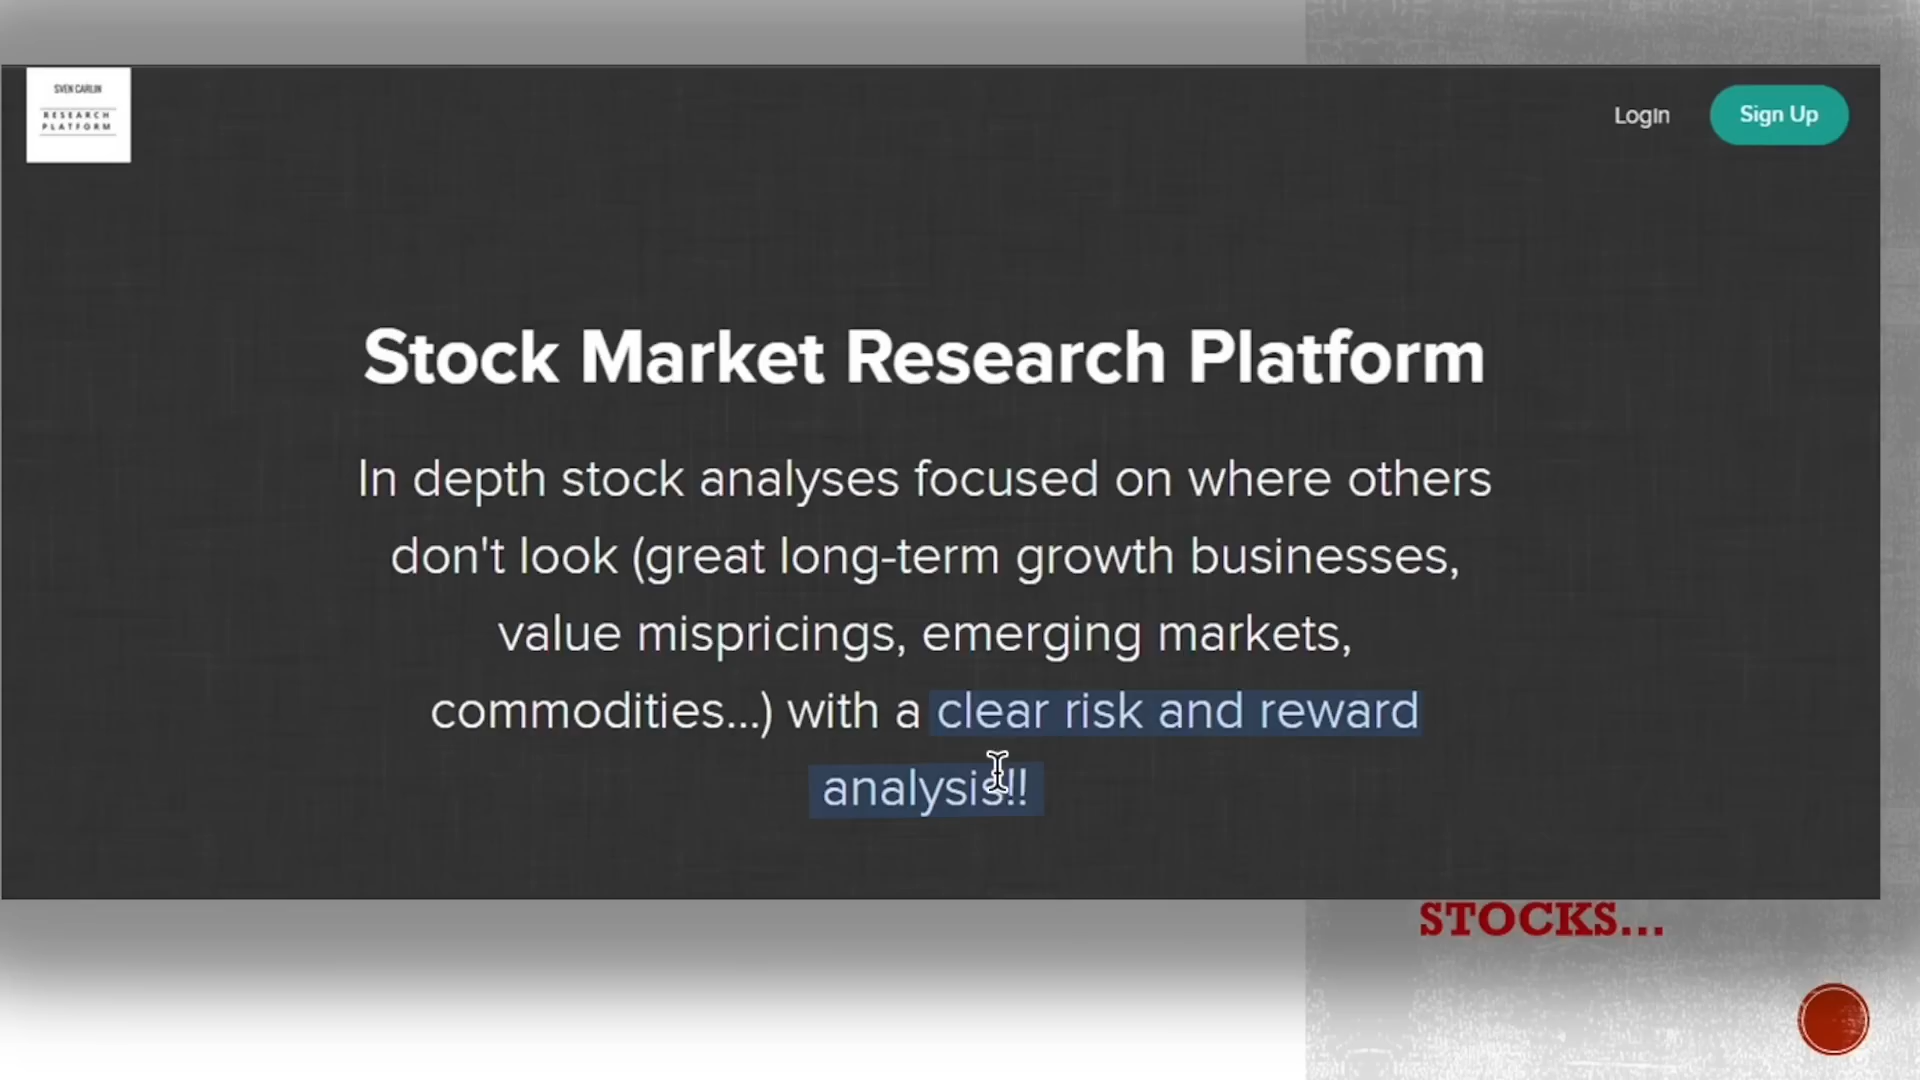 SVEN CARLIN
RESEARCH
PLATFORM
Login
Sign Up
Stock Market Research Platform
In depth stock analyses focused on where others
don't look (great long-term growth businesses,
value mispricings, emerging markets,
commodities...) with a clear risk and reward
analysis!!
STOCKS...